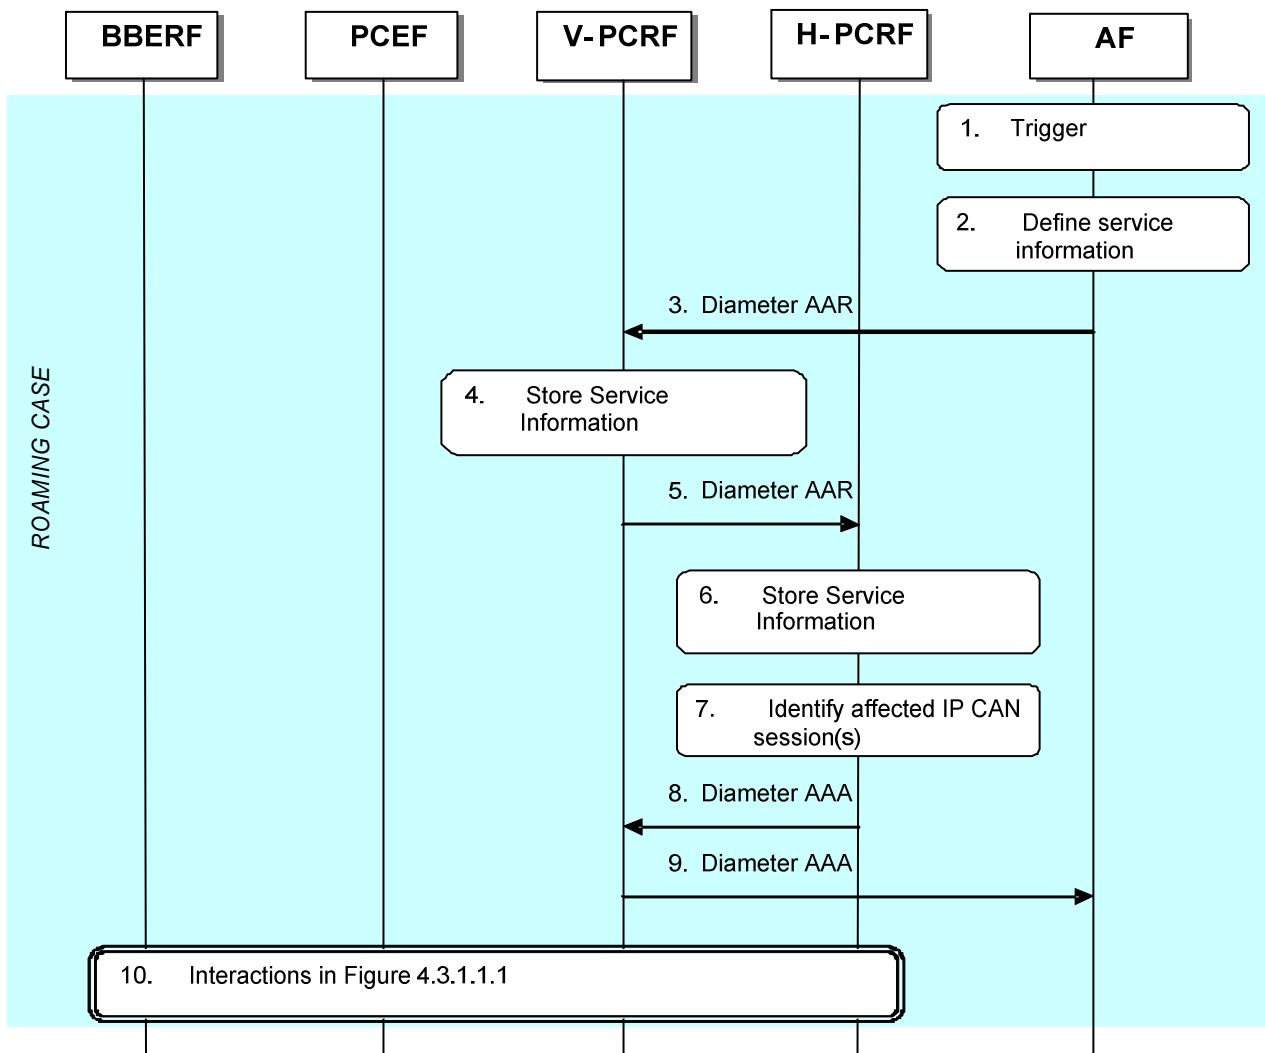 BBERF
PCEF
V-PCRF
H-PCRF
AF
1. Trigger
2. Define service
information
3. Diameter AAR
ROAMING CASE
4. Store Service
Information
5. Diameter AAR
6. Store Service
Information
7. Identify affected IP CAN
session(s)
8. Diameter AAA
9. Diameter AAA
10. Interactions in Figure 4.3.1.1.1